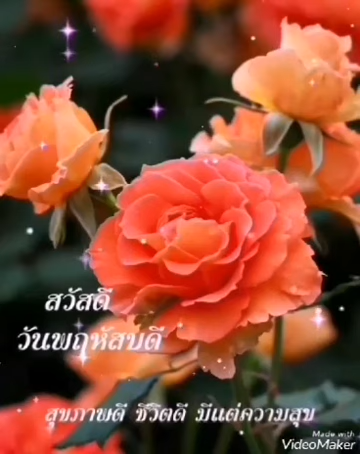 สวัสดี
วันพฤหัสบดี
สุขภาพดี ชีวิตดี มีแต่ความสุข
Made with
VideoMaker